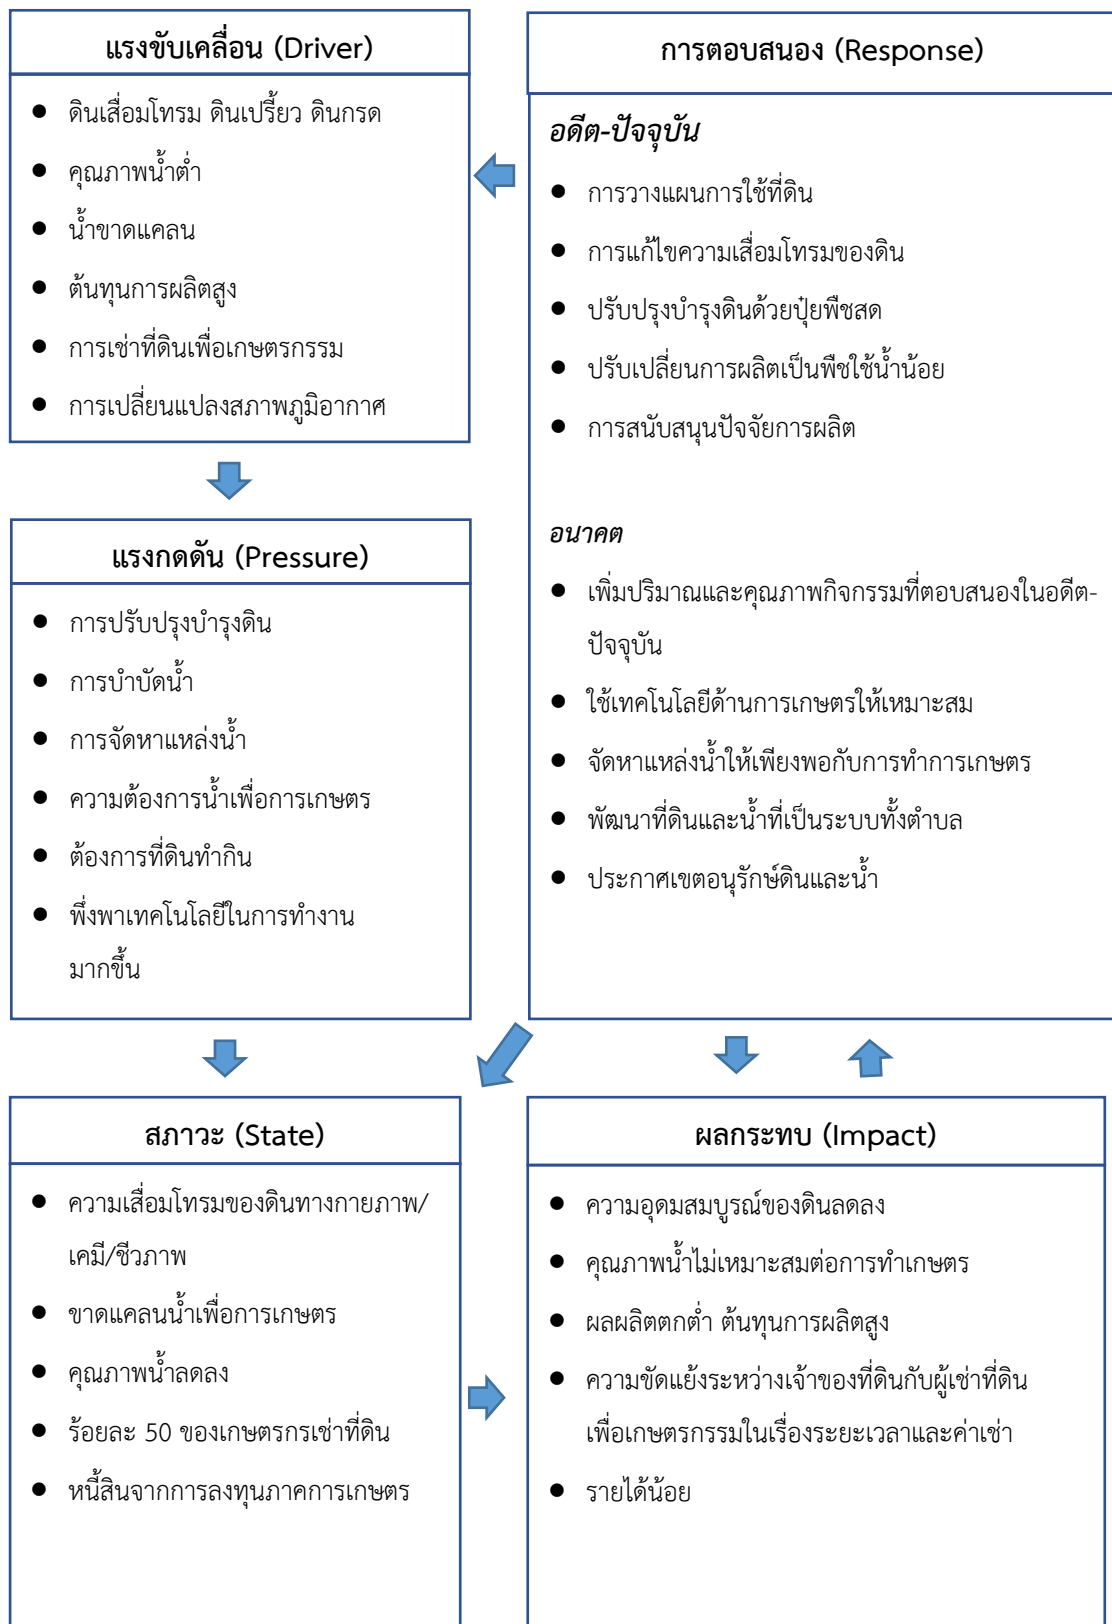 แรงขับเคลื่อน (Driver)
● ดินเสื่อมโทรม ดินเปรี้ยว ดินกรด
● คุณภาพน้ำต่ำ
● น้ำขาดแคลน
● ต้นทุนการผลิตสูง
● การเช่าที่ดินเพื่อเกษตรกรรม
● การเปลี่ยนแปลงสภาพภูมิอากาศ
การตอบสนอง (Response)
อดีต-ปัจจุบัน
● การวางแผนการใช้ที่ดิน
● การแก้ไขความเสื่อมโทรมของดิน
● ปรับปรุงบำรุงดินด้วยปุ๋ยพืชสด
● ปรับเปลี่ยนการผลิตเป็นพืชใช้น้ำน้อย
● การสนับสนุนปัจจัยการผลิต
อนาคต
● เพิ่มปริมาณและคุณภาพกิจกรรมที่ตอบสนองในอดีต-
ปัจจุบัน
● ใช้เทคโนโลยีด้านการเกษตรให้เหมาะสม
● จัดหาแหล่งน้ำให้เพียงพอกับการทำการเกษตร
● พัฒนาที่ดินและน้ำที่เป็นระบบทั้งตำบล
● ประกาศเขตอนุรักษ์ดินและน้ำ
แรงกดดัน (Pressure)
● การปรับปรุงบำรุงดิน
● การบำบัดน้ำ
● การจัดหาแหล่งน้ำ
● ความต้องการน้ำเพื่อการเกษตร
● ต้องการที่ดินทำกิน
● พึ่งพาเทคโนโลยีในการทำงาน
มากขึ้น
สภาวะ (State)
● ความเสื่อมโทรมของดินทางกายภาพ/
เคมี/ชีวภาพ
● ขาดแคลนน้ำเพื่อการเกษตร
● คุณภาพน้ำลดลง
● ร้อยละ 50 ของเกษตรกรเช่าที่ดิน
● หนี้สินจากการลงทุนภาคการเกษตร
ผลกระทบ (Impact)
● ความอุดมสมบูรณ์ของดินลดลง
● คุณภาพน้ำไม่เหมาะสมต่อการทำเกษตร
● ผลผลิตตกต่ำ ต้นทุนการผลิตสูง
● ความขัดแย้งระหว่างเจ้าของที่ดินกับผู้เช่าที่ดิน
เพื่อเกษตรกรรมในเรื่องระยะเวลาและค่าเช่า
● รายได้น้อย